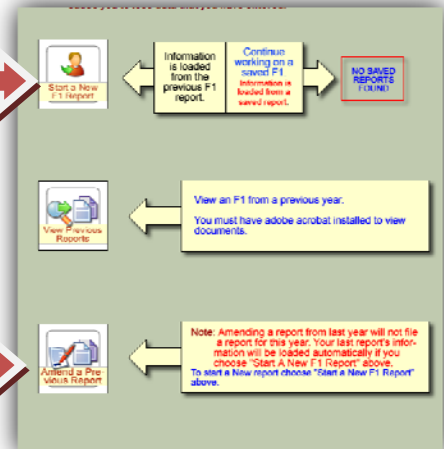 Start a New
F1 Report
Information
is loaded
from the
previous F1
report.
Continue
working on a
saved F1
Information is
loaded from a
saved report.
NO SAVED
REPORTS
FOUND
View Previous
Reports
View an F1 from a previous year.
You must have adobe acrobat installed to view
documents.
Amend a Pre-
vious Report
Note: Amending a report from last year will not file
a report for this year. Your last report's infor-
mation will be loaded automatically if you
choose "Start A New F1 Report" above.
To start a New report choose "Start a New F1 Report"
above.